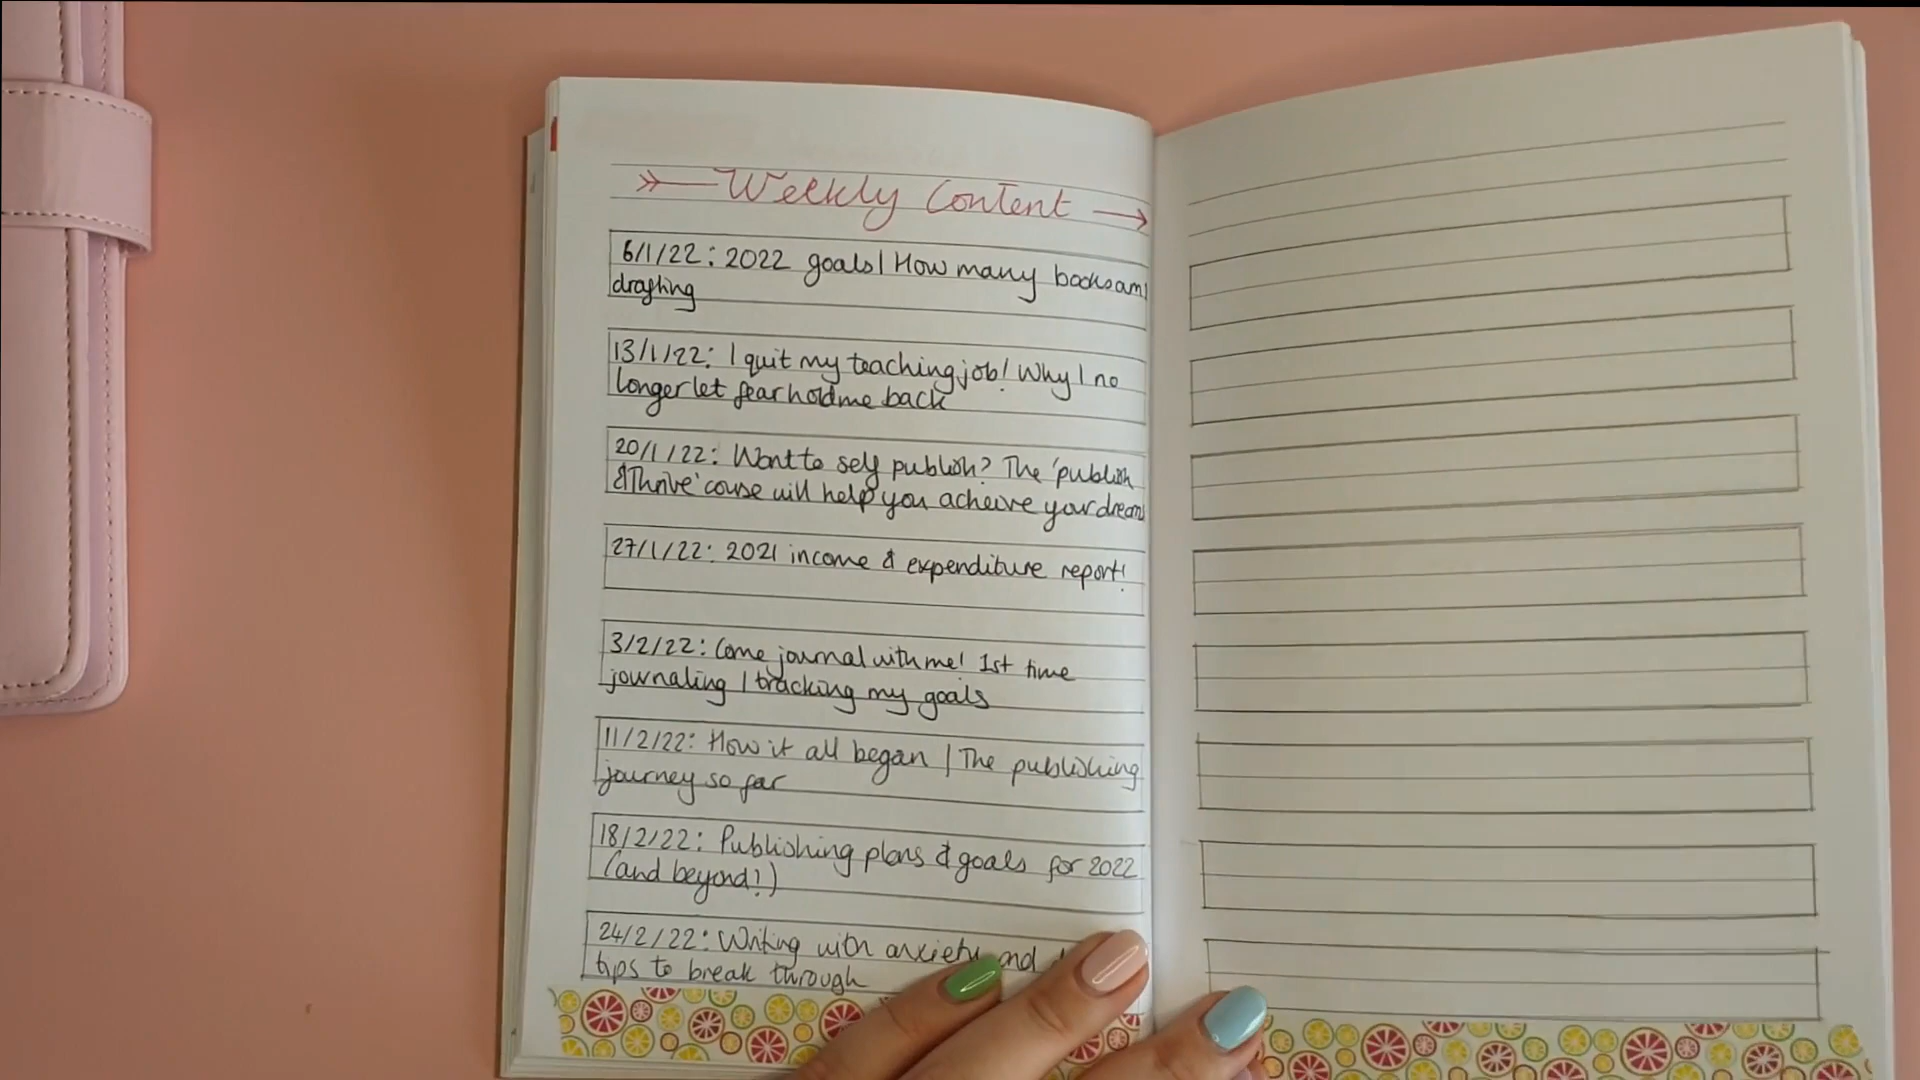 Weekly Content
6/1/22: 2022 goals | How many books am I
drafting
13/1/22: I quit my teaching job! Why I no
longer let fear hold me back
20/1/22: Want to self publish? The 'publish
& Thrive' course will help you acheive your dreams
27/1/22: 2021 income & expenditure report!
3/2/22: Come journal with me! 1st time
journaling | tracking my goals
11/2/22: How it all began | The publishing
journey so far
18/2/22: Publishing plans & goals for 2022
(and beyond!)
24/2/22: Writing with anxiety and
tips to break through